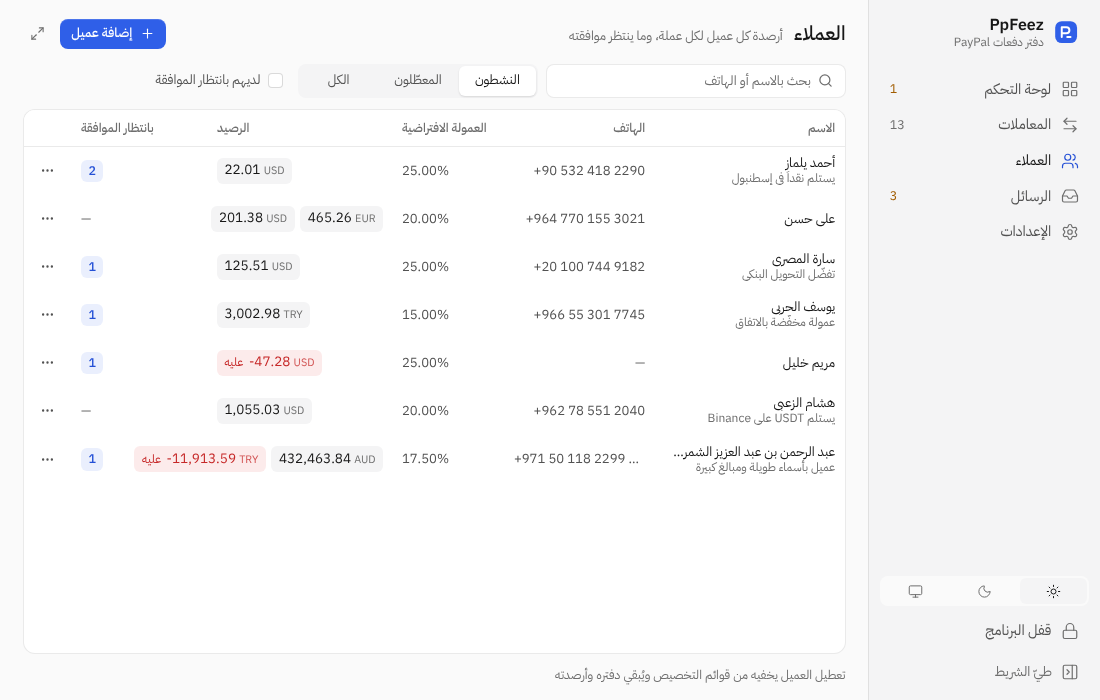 PpFeez
دفتر دفعات PayPal
لوحة التحكم 1
المعاملات 13
العملاء
الرسائل 3
الإعدادات
قفل البرنامج
طيّ الشريط
العملاء أرصدة كل عميل لكل عملة، وما ينتظر موافقته
إضافة عميل
بحث بالاسم أو الهاتف
النشطون المعطّلون الكل
لديهم بانتظار الموافقة
الاسم الهاتف العمولة الافتراضية الرصيد بانتظار الموافقة
أحمد يلماز +90 532 418 2290 25.00% 22.01 USD 2
يستلم نقداً في إسطنبول
علي حسن +964 770 155 3021 20.00% 465.26 EUR 201.38 USD —
سارة المصري +20 100 744 9182 25.00% 125.51 USD 1
تفضّل التحويل البنكي
يوسف الحربي +966 55 301 7745 15.00% 3,002.98 TRY 1
عمولة مخفّضة بالاتفاق
مريم خليل — 25.00% -47.28 USD عليه 1
هشام الزعبي +962 78 551 2040 20.00% 1,055.03 USD —
يستلم USDT على Binance
عبد الرحمن بن عبد العزيز الشمر... +971 50 118 2299 ... 17.50% 432,463.84 AUD -11,913.59 TRY عليه 1
عميل بأسماء طويلة ومبالغ كبيرة
تعطيل العميل يخفيه من قوائم التخصيص ويُبقي دفتره وأرصدته